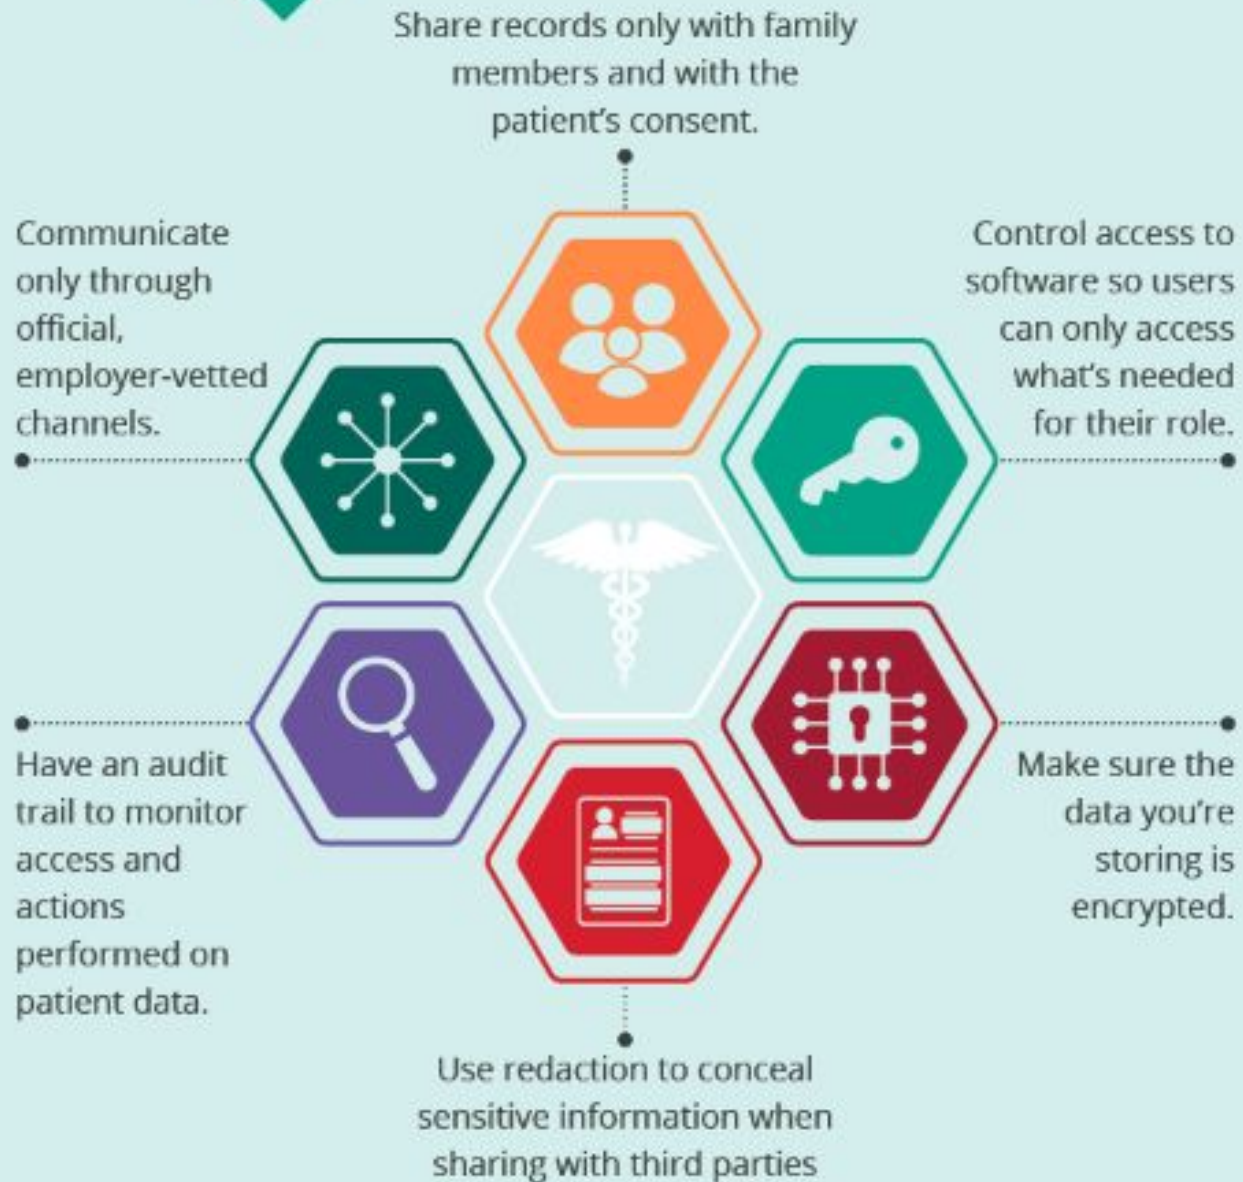 Share records only with family
members and with the
patient's consent.
Communicate
only through
official,
employer-vetted
channels.
Control access to
software so users
can only access
what's needed
for their role.
Have an audit
trail to monitor
access and
actions
performed on
patient data.
Make sure the
data you're
storing is
encrypted.
Use redaction to conceal
sensitive information when
sharing with third parties